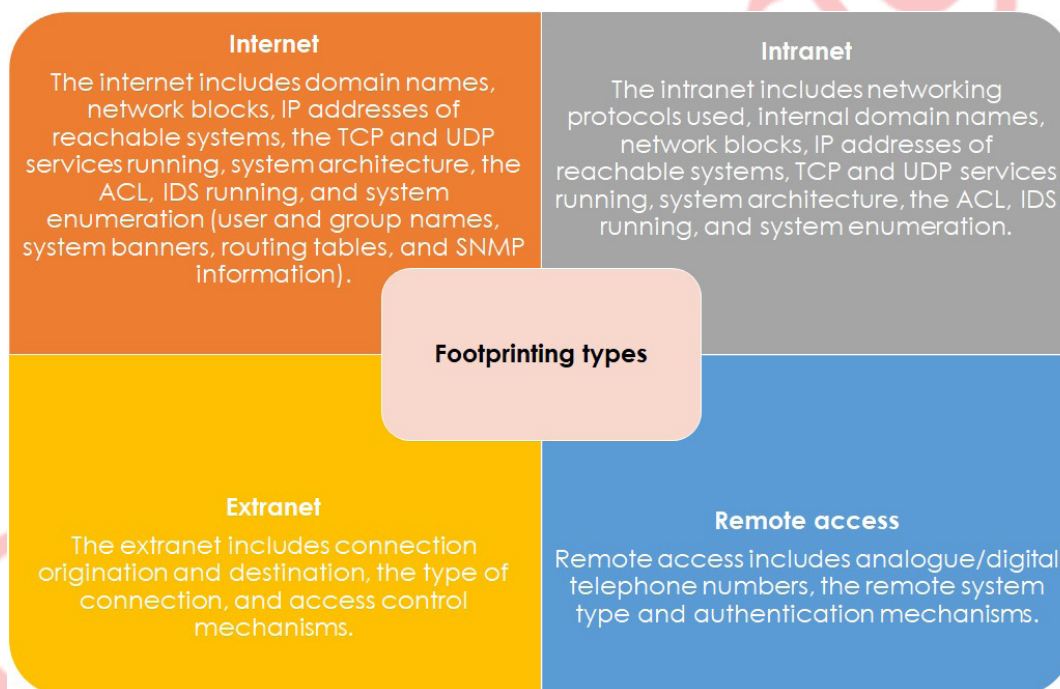 Internet
The internet includes domain names,
network blocks, IP addresses of
reachable systems, the TCP and UDP
services running, system architecture, the
ACL, IDS running, and system
enumeration (user and group names,
system banners, routing tables, and SNMP
information).
Intranet
The intranet includes networking
protocols used, internal domain names,
network blocks, IP addresses of
reachable systems, TCP and UDP services
running, system architecture, the ACL, IDS
running, and system enumeration.
Footprinting types
Extranet
The extranet includes connection
origination and destination, the type of
connection, and access control
mechanisms.
Remote access
Remote access includes analogue/digital
telephone numbers, the remote system
type and authentication mechanisms.